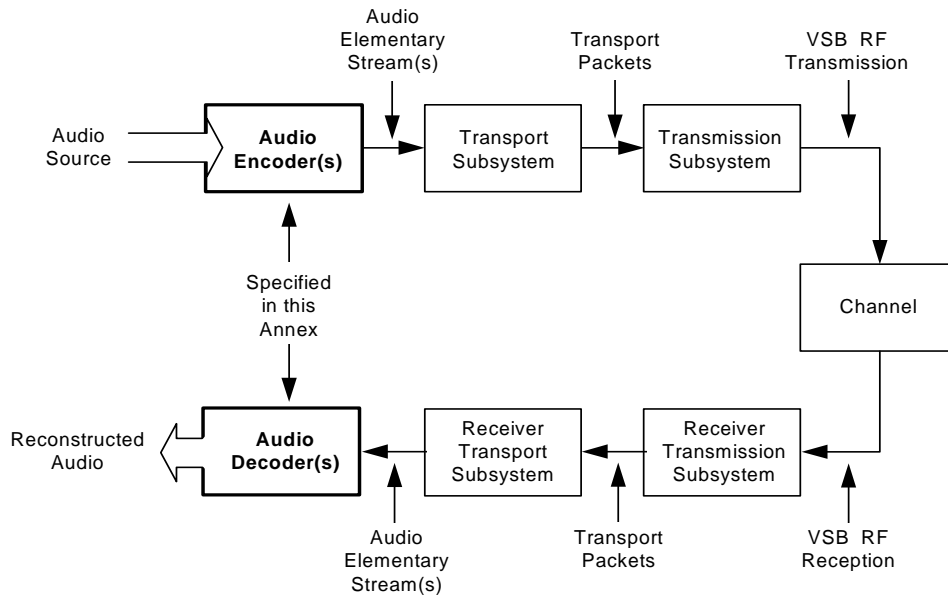 Audio
Elementary
Stream(s)
Transport
Packets
VSB RF
Transmission
Audio
Source
Audio
Encoder(s)
Transport
Subsystem
Transmission
Subsystem
Specified
in this
Annex
Channel
Reconstructed
Audio
Audio
Decoder(s)
Receiver
Transport
Subsystem
Receiver
Transmission
Subsystem
Audio
Elementary
Stream(s)
Transport
Packets
VSB RF
Reception